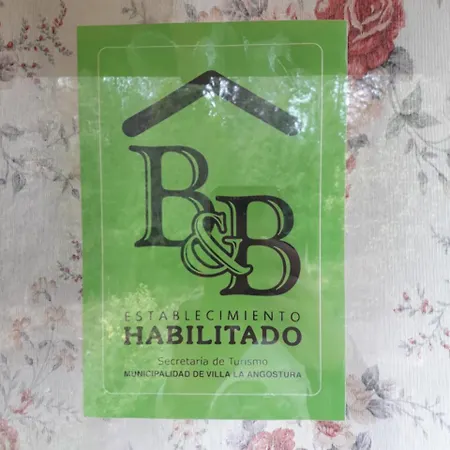 B&B
ESTABLECIMIENTO
HABILITADO
Secretaría de Turismo
MUNICIPALIDAD DE VILLA LA ANGOSTURA